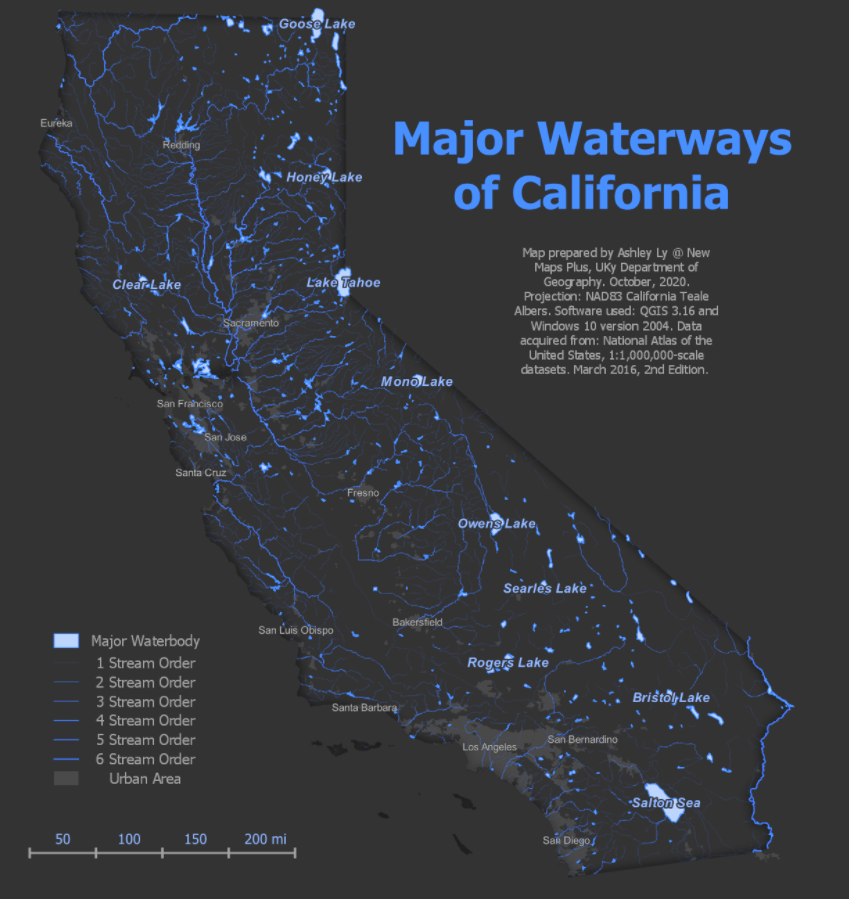 Goose Lake
Major Waterways
of California
Eureka
Redding
Honey Lake
Map prepared by Ashley Ly @ New
Maps Plus, UKy Department of
Geography. October, 2020.
Projection: NAD83 California Teale
Albers. Software used: QGIS 3.16 and
Windows 10 version 2004. Data
acquired from: National Atlas of the
United States, 1:1,000,000-scale
datasets. March 2016, 2nd Edition.
Clear Lake
Lake Tahoe
Sacramento
Mono Lake
San Francisco
San Jose
Santa Cruz
Fresno
Owens Lake
Searles Lake
Bakersfield
San Luis Obispo
Rogers Lake
Bristol Lake
Santa Barbara
Los Angeles
San Bernardino
Salton Sea
San Diego
Major Waterbody
1 Stream Order
2 Stream Order
3 Stream Order
4 Stream Order
5 Stream Order
6 Stream Order
Urban Area
50 100 150 200 mi